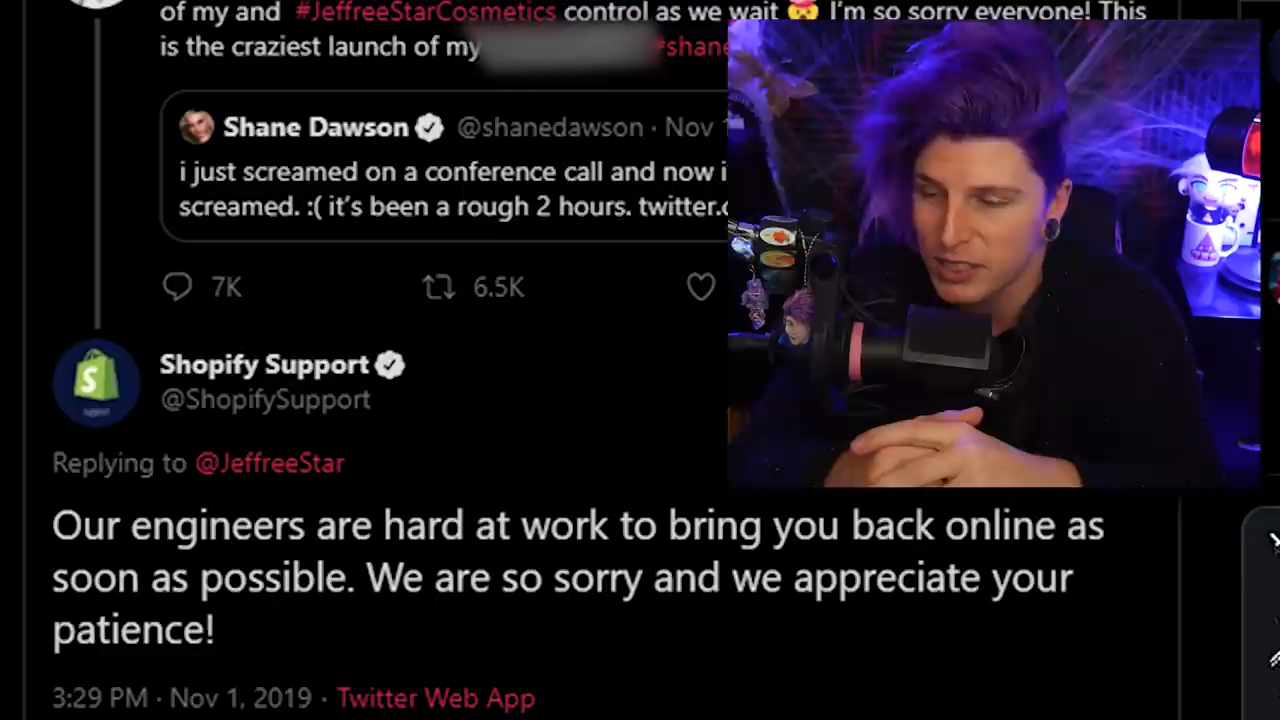 of my and #JeffreeStarCosmetics control as we wait I'm so sorry everyone! This
is the craziest launch of my #shane
Shane Dawson @shanedawson · Nov
i just screamed on a conference call and now i
screamed. :( it's been a rough 2 hours. twitter.c
7K 6.5K
Shopify Support
@ShopifySupport
Replying to @JeffreeStar
Our engineers are hard at work to bring you back online as
soon as possible. We are so sorry and we appreciate your
patience!
3:29 PM · Nov 1, 2019 · Twitter Web App